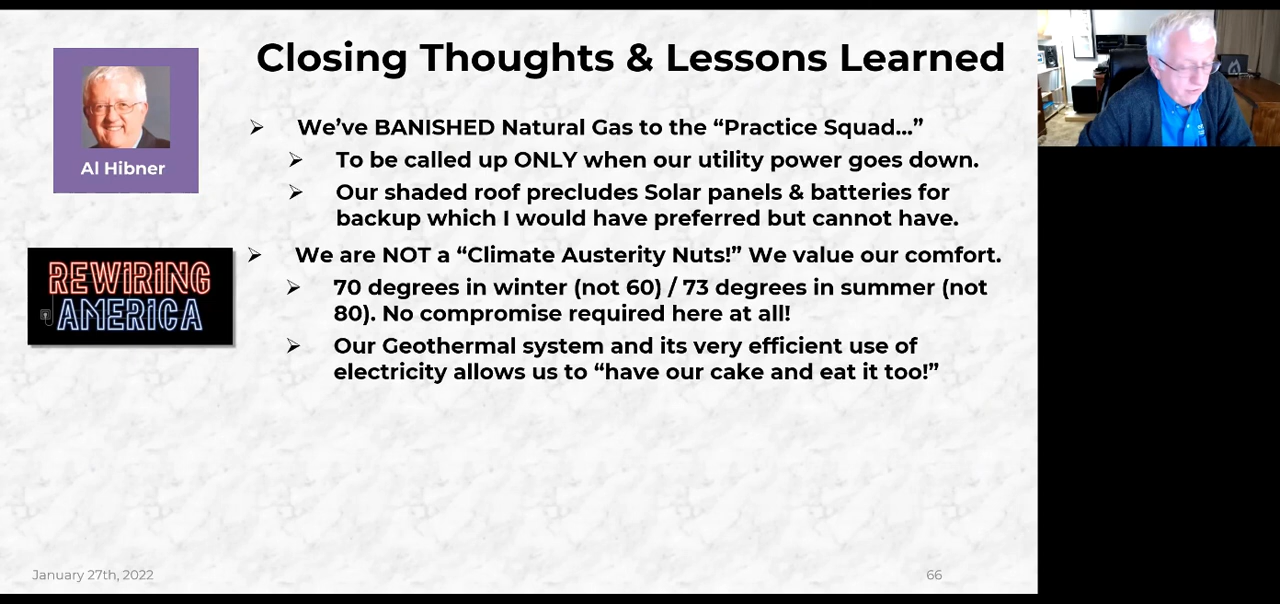 Closing Thoughts & Lessons Learned
Al Hibner
REWIRING
AMERICA
We’ve BANISHED Natural Gas to the “Practice Squad...”
To be called up ONLY when our utility power goes down.
Our shaded roof precludes Solar panels & batteries for
backup which I would have preferred but cannot have.
We are NOT a “Climate Austerity Nuts!” We value our comfort.
70 degrees in winter (not 60) / 73 degrees in summer (not
80). No compromise required here at all!
Our Geothermal system and its very efficient use of
electricity allows us to “have our cake and eat it too!”
January 27th, 2022
66